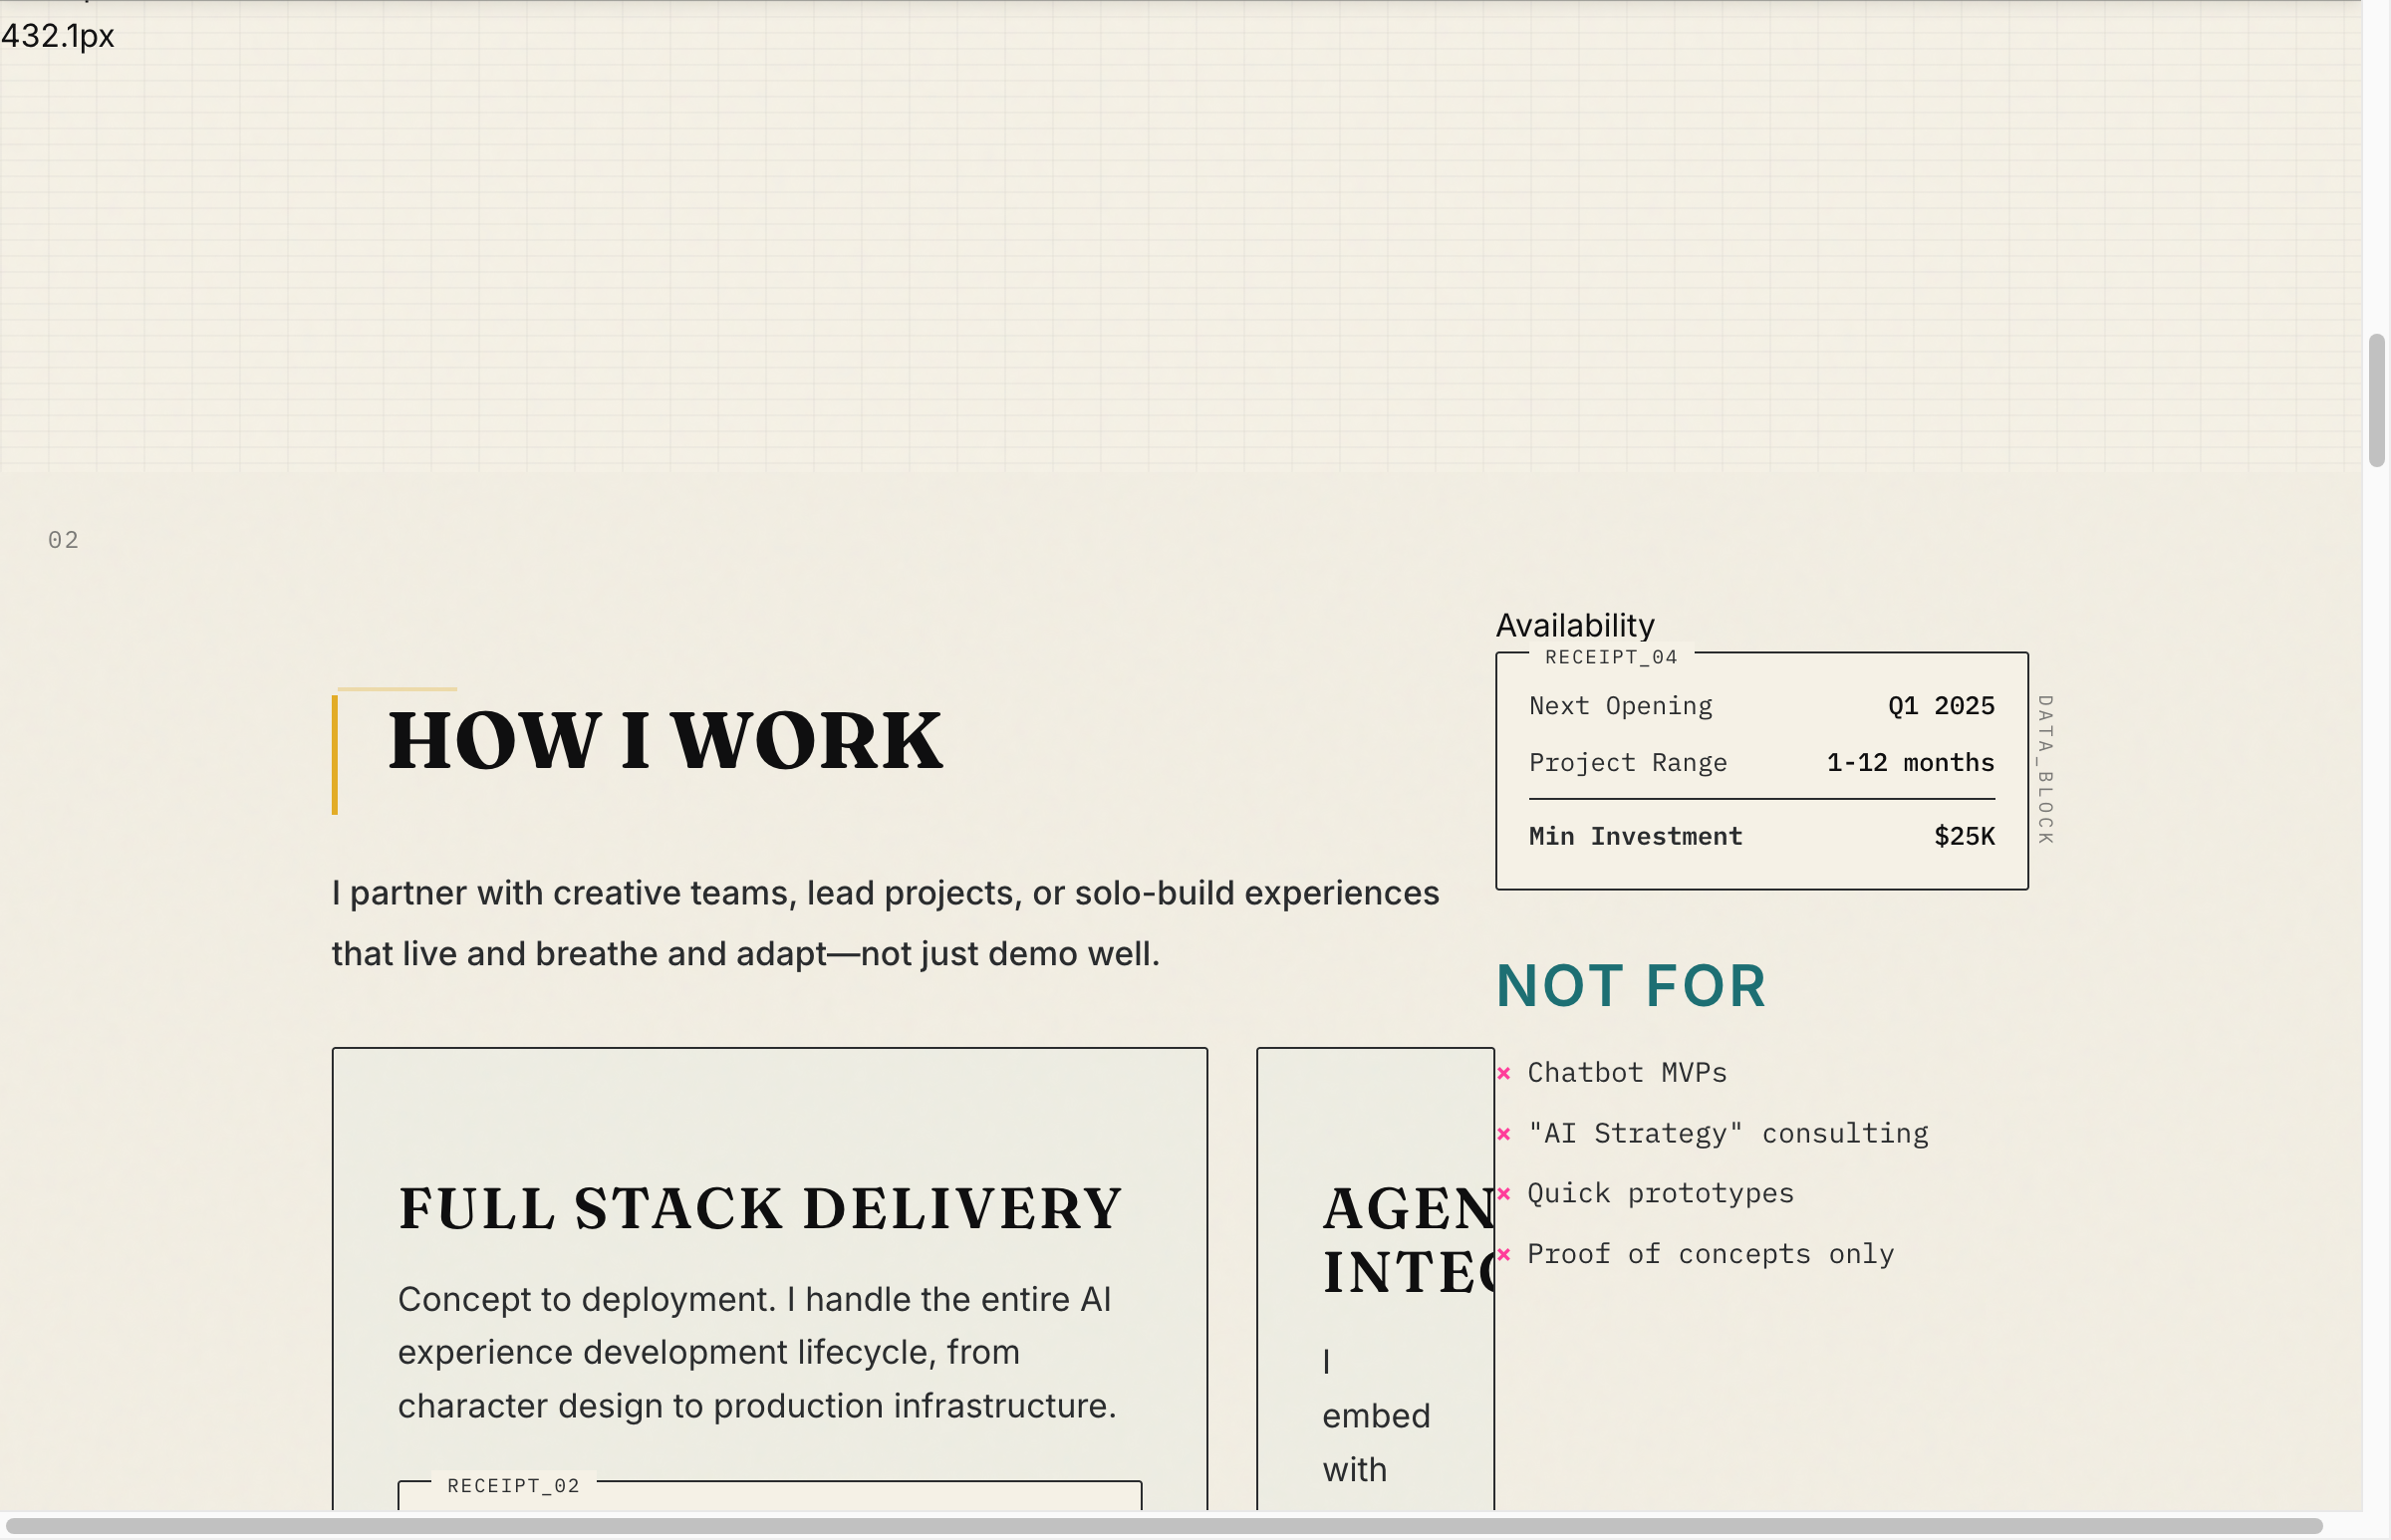 432.1px
02
HOW I WORK
I partner with creative teams, lead projects, or solo-build experiences
that live and breathe and adapt—not just demo well.
FULL STACK DELIVERY
Concept to deployment. I handle the entire AI
experience development lifecycle, from
character design to production infrastructure.
RECEIPT_02
AGEN
INTEG
I
embed
with
Availability
RECEIPT_04
Next Opening Q1 2025
Project Range 1-12 months
Min Investment $25K
DATA_BLOCK
NOT FOR
× Chatbot MVPs
× "AI Strategy" consulting
× Quick prototypes
× Proof of concepts only